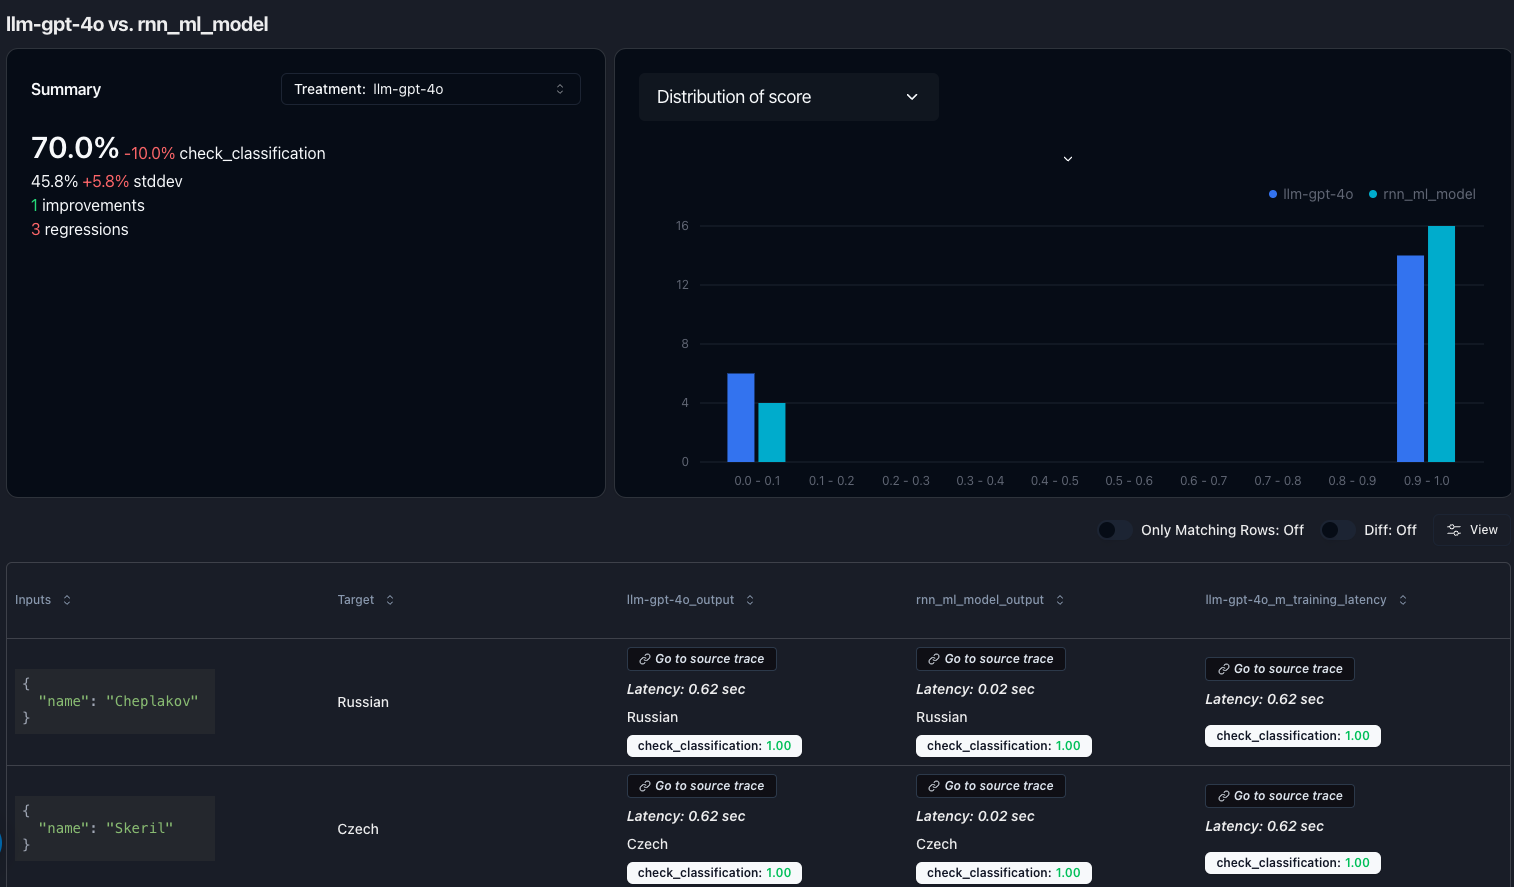 llm-gpt-4o vs. rnn_ml_model
Summary
Treatment: llm-gpt-4o
70.0% -10.0% check_classification
45.8% +5.8% stddev
1 improvements
3 regressions
Distribution of score
llm-gpt-4o rnn_ml_model
16
12
8
4
0
0.0 - 0.1 0.1 - 0.2 0.2 - 0.3 0.3 - 0.4 0.4 - 0.5 0.5 - 0.6 0.6 - 0.7 0.7 - 0.8 0.8 - 0.9 0.9 - 1.0
Only Matching Rows: Off Diff: Off View
Inputs Target llm-gpt-4o_output rnn_ml_model_output llm-gpt-4o_m_training_latency
{
"name": "Cheplakov"
}
Russian
Go to source trace
Latency: 0.62 sec
Russian
check_classification: 1.00
Go to source trace
Latency: 0.02 sec
Russian
check_classification: 1.00
Go to source trace
Latency: 0.62 sec
check_classification: 1.00
{
"name": "Skeril"
}
Czech
Go to source trace
Latency: 0.62 sec
Czech
check_classification: 1.00
Go to source trace
Latency: 0.02 sec
Czech
check_classification: 1.00
Go to source trace
Latency: 0.62 sec
check_classification: 1.00